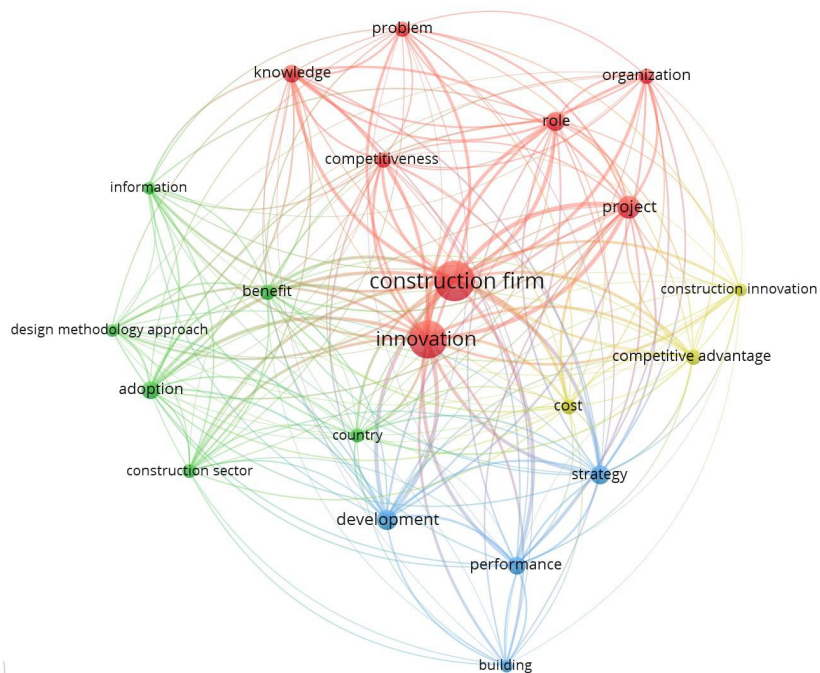 problem
knowledge
organization
role
competitiveness
information
project
construction firm
benefit
construction innovation
design methodology approach
innovation
competitive advantage
adoption
cost
country
construction sector
strategy
development
performance
building